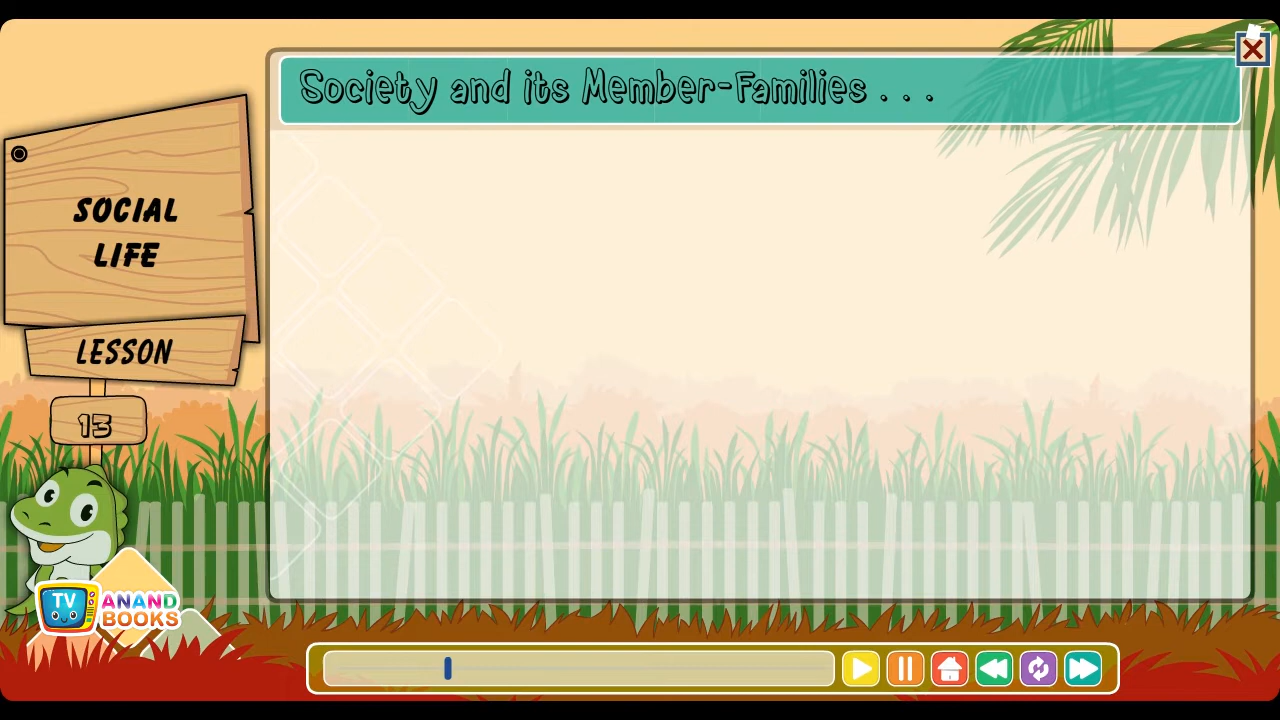 Society and its Member-Families . . .
SOCIAL
LIFE
LESSON
13
TV
ANAND
BOOKS